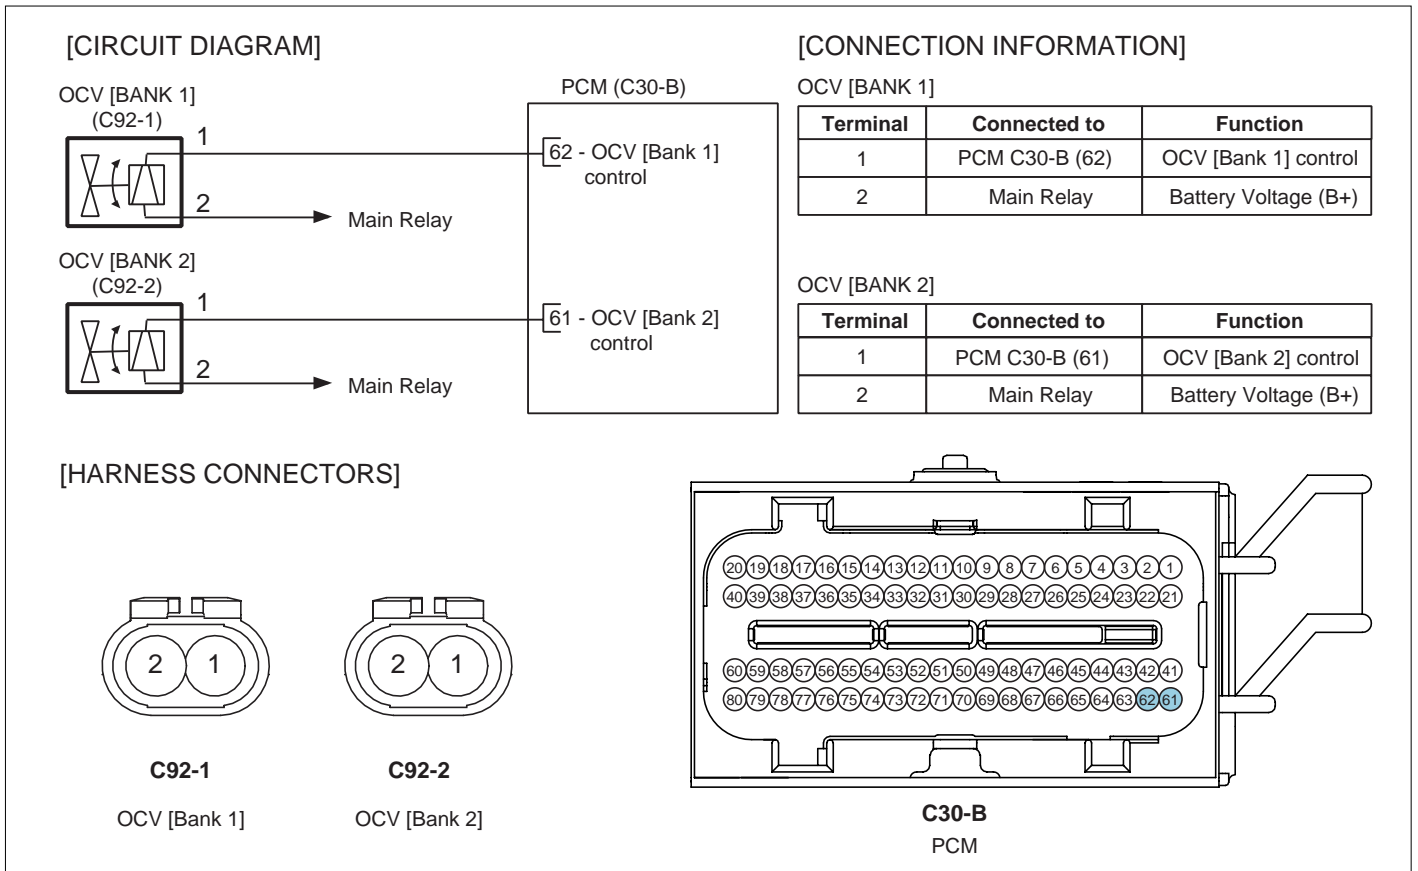 [CIRCUIT DIAGRAM]
OCV [BANK 1]
(C92-1)
1
2
Main Relay
PCM (C30-B)
62 - OCV [Bank 1]
control
OCV [BANK 2]
(C92-2)
1
2
Main Relay
61 - OCV [Bank 2]
control
[CONNECTION INFORMATION]
OCV [BANK 1]
Terminal Connected to Function
1 PCM C30-B (62) OCV [Bank 1] control
2 Main Relay Battery Voltage (B+)
OCV [BANK 2]
Terminal Connected to Function
1 PCM C30-B (61) OCV [Bank 2] control
2 Main Relay Battery Voltage (B+)
[HARNESS CONNECTORS]
2 1
C92-1
OCV [Bank 1]
2 1
C92-2
OCV [Bank 2]
20 19 18 17 16 15 14 13 12 11 10 9 8 7 6 5 4 3 2 1
40 39 38 37 36 35 34 33 32 31 30 29 28 27 26 25 24 23 22 21
60 59 58 57 56 55 54 53 52 51 50 49 48 47 46 45 44 43 42 41
80 79 78 77 76 75 74 73 72 71 70 69 68 67 66 65 64 63 62 61
C30-B
PCM